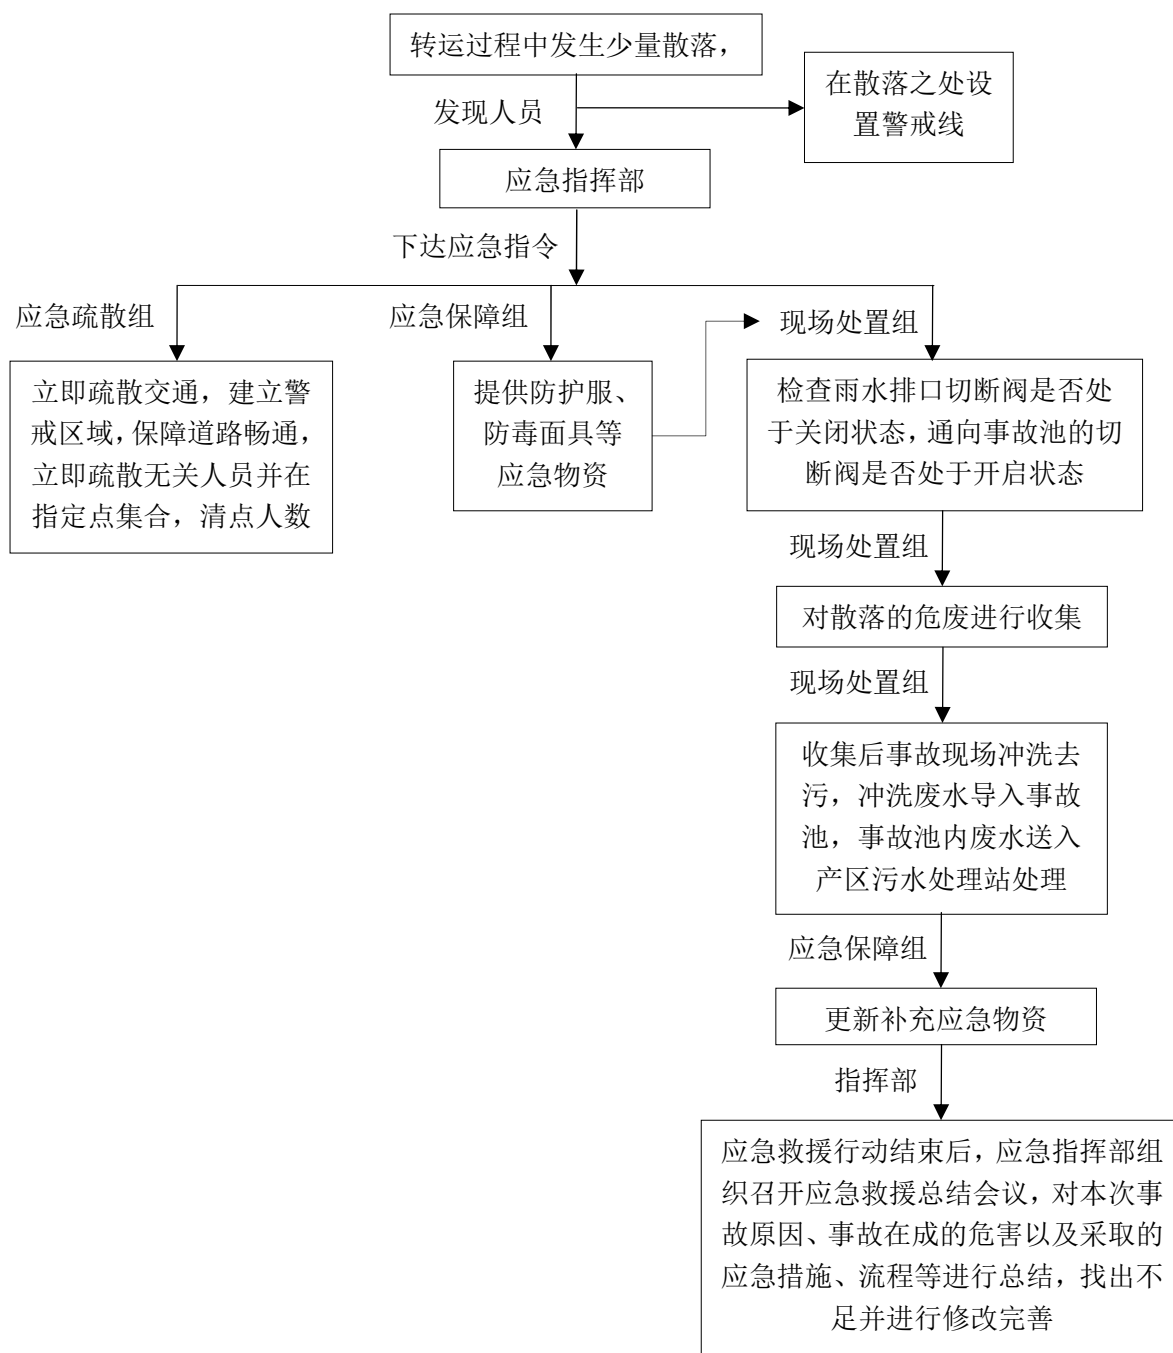 转运过程中发生少量散落，
在散落之处设
置警戒线
发现人员
应急指挥部
下达应急指令
应急疏散组
应急保障组
现场处置组
立即疏散交通，建立警
戒区域，保障道路畅通，
立即疏散无关人员并在
指定点集合，清点人数
提供防护服、
防毒面具等
应急物资
检查雨水排口切断阀是否处
于关闭状态，通向事故池的切
断阀是否处于开启状态
现场处置组
对散落的危废进行收集
现场处置组
收集后事故现场冲洗去
污，冲洗废水导入事故
池，事故池内废水送入
产区污水处理站处理
应急保障组
更新补充应急物资
指挥部
应急救援行动结束后，应急指挥部组
织召开应急救援总结会议，对本次事
故原因、事故在成的危害以及采取的
应急措施、流程等进行总结，找出不
足并进行修改完善